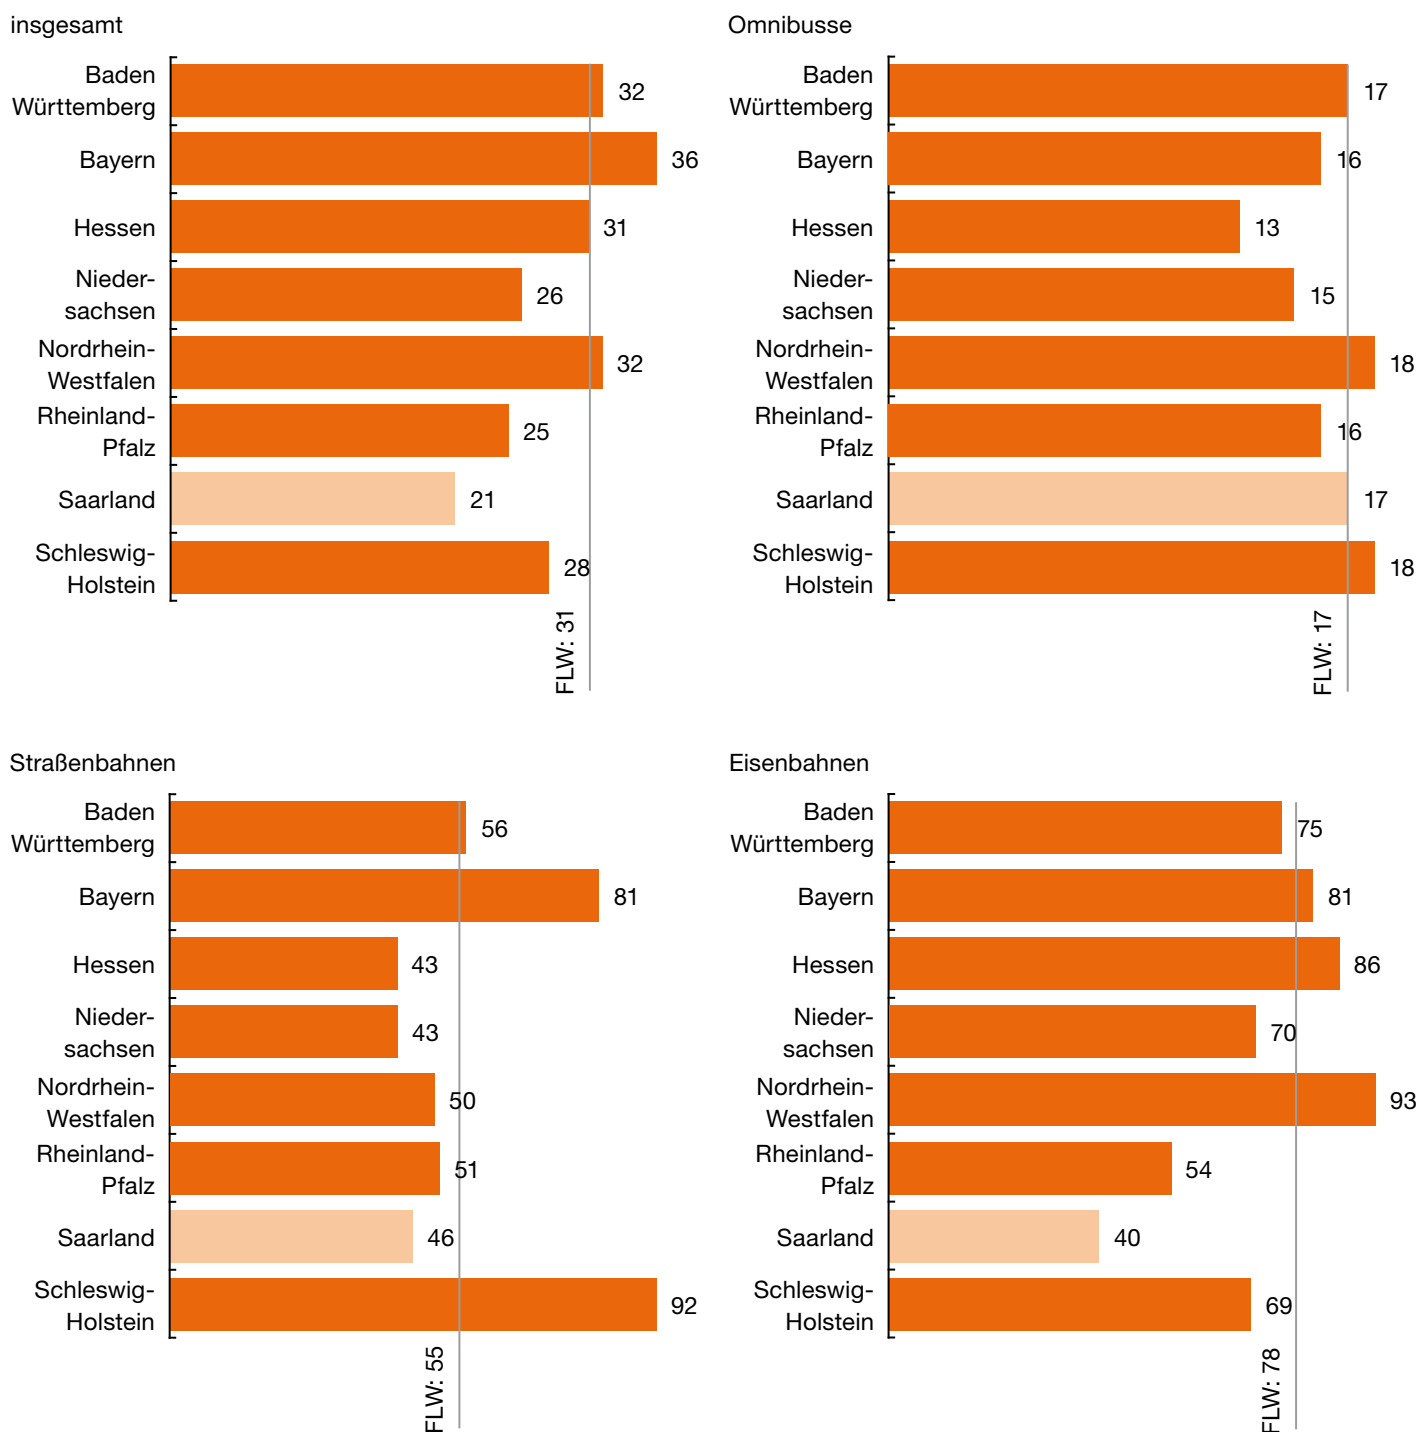 insgesamt
Baden
Württemberg
32
Bayern
36
Hessen
31
Nieder-
sachsen
26
Nordrhein-
Westfalen
32
Rheinland-
Pfalz
25
Saarland
21
Schleswig-
Holstein
28
FLW: 31
Omnibusse
Baden
Württemberg
17
Bayern
16
Hessen
13
Nieder-
sachsen
15
Nordrhein-
Westfalen
18
Rheinland-
Pfalz
16
Saarland
17
Schleswig-
Holstein
18
FLW: 17
Straßenbahnen
Baden
Württemberg
56
Bayern
81
Hessen
43
Nieder-
sachsen
43
Nordrhein-
Westfalen
50
Rheinland-
Pfalz
51
Saarland
46
Schleswig-
Holstein
92
FLW: 55
Eisenbahnen
Baden
Württemberg
75
Bayern
81
Hessen
86
Nieder-
sachsen
70
Nordrhein-
Westfalen
93
Rheinland-
Pfalz
54
Saarland
40
Schleswig-
Holstein
69
FLW: 78